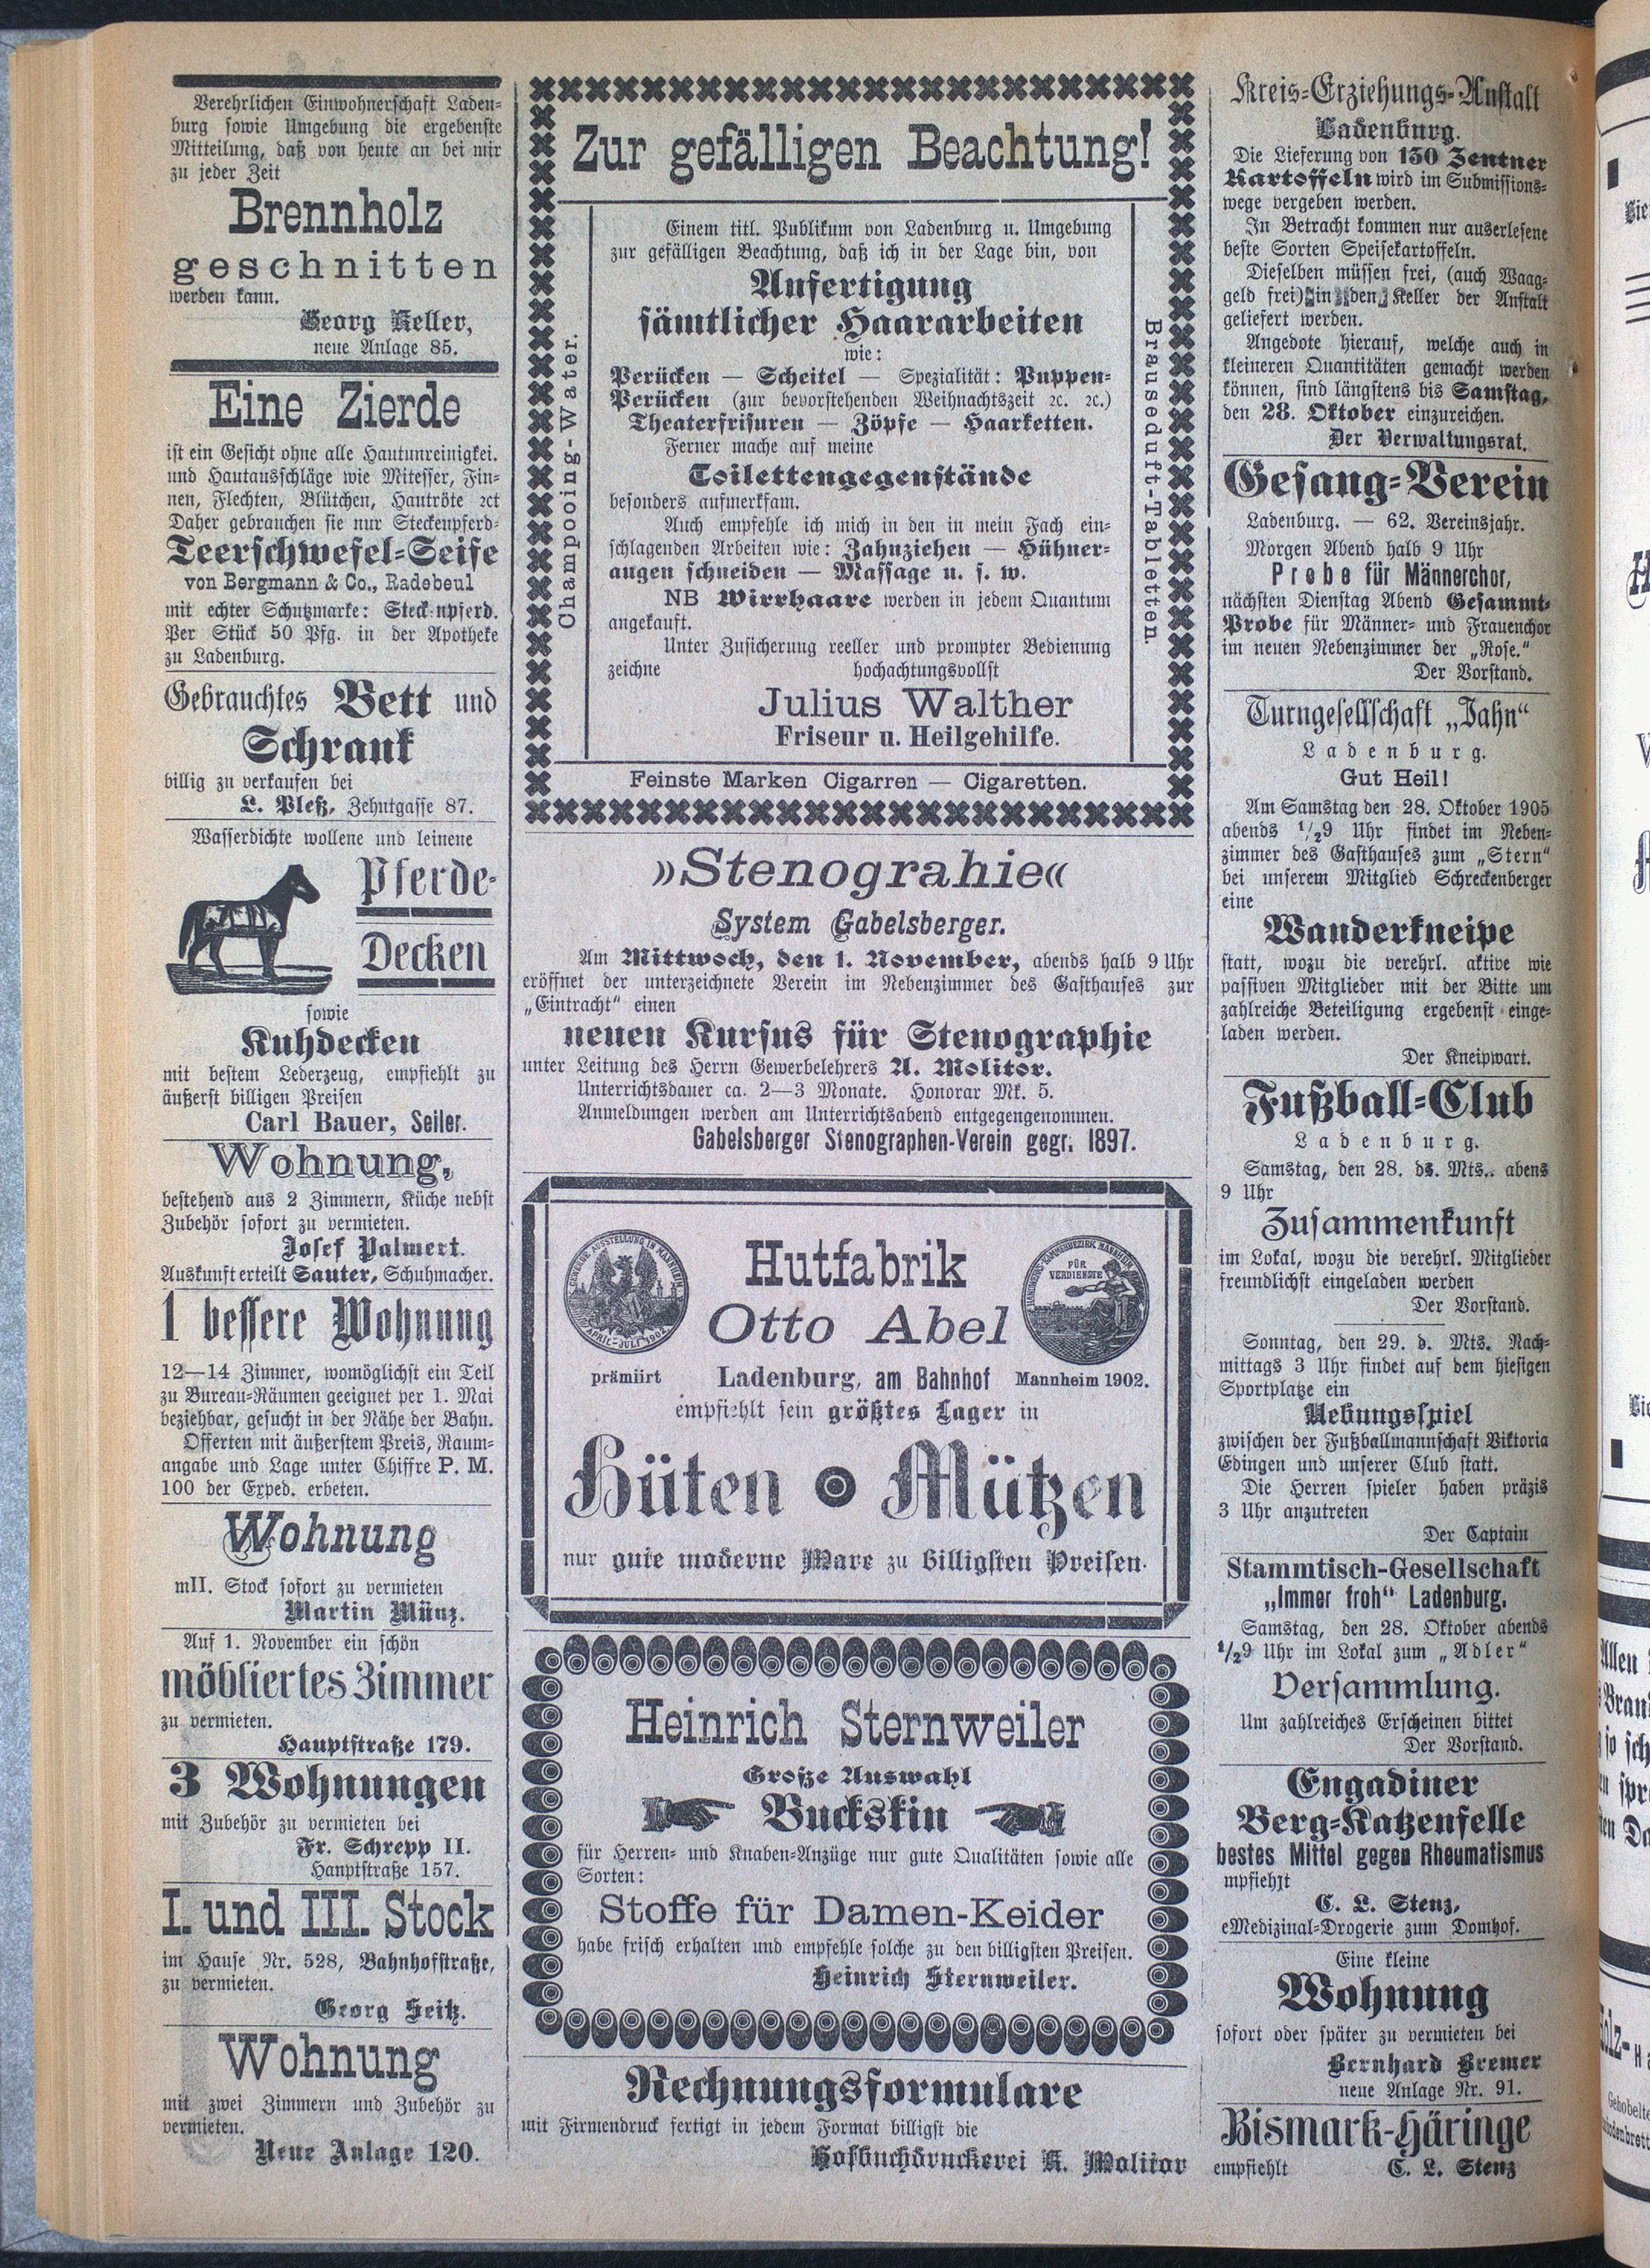 Verehrlichen Einwohnerschaft Laden-
burg sowie Umgebung die ergebenste
Mitteilung, daß von heute an bei mir
zu jeder Zeit
Brennholz
geschnitten
werden kann.
Georg Keller,
neue Anlage 85.
Eine Zierde
ist ein Gesicht ohne alle Hautunreinigkei.
und Hautausschläge wie Mitesser, Fin-
nen, Flechten, Blütchen, Hautröte ꝛct
Daher gebrauchen sie nur Steckenpferd-
Teerschwefel-Seife
von Bergmann & Co., Radebeul
mit echter Schutzmarke: Steck npferd.
Per Stück 50 Pfg. in der Apotheke
zu Ladenburg.
Gebrauchtes Bett und
Schrank
billig zu verkaufen bei
L. Pleß, Zehntgasse 87.
Wasserdichte wollene und leinene
Pferde-
Decken
sowie
Kuhdecken
mit bestem Lederzeug, empfiehlt zu
äußerst billigen Preisen
Carl Bauer, Seiler.
Wohnung,
bestehend aus 2 Zimmern, Küche nebst
Zubehör sofort zu vermieten.
Josef Palmert.
Auskunft erteilt Sauter, Schuhmacher.
1 bessere Wohnung
12—14 Zimmer, womöglichst ein Teil
zu Bureau-Räumen geeignet per 1. Mai
beziehbar, gesucht in der Nähe der Bahn.
Offerten mit äußerstem Preis, Raum-
angabe und Lage unter Chiffre P. M.
100 der Exped. erbeten.
Wohnung
mII. Stock sofort zu vermieten
Martin Münz.
Auf 1. November ein schön
möbliertes Zimmer
zu vermieten.
Hauptstraße 179.
3 Wohnungen
mit Zubehör zu vermieten bei
Fr. Schrepp II.
Hauptstraße 157.
I. und III. Stock
im Hause Nr. 528, Bahnhofstraße,
zu vermieten.
Georg Seitz.
Wohnung
mit zwei Zimmern und Zubehör zu
vermieten.
Neue Anlage 120.
Zur gefälligen Beachtung!
Champooing-Water.
Einem titl. Publikum von Ladenburg u. Umgebung
zur gefälligen Beachtung, daß ich in der Lage bin, von
Anfertigung
sämtlicher Haararbeiten
wie:
Perücken — Scheitel — Spezialität: Puppen-
Perücken (zur bevorstehenden Weihnachtszeit ꝛc. ꝛc.)
Theaterfrisuren — Zöpfe — Haarketten.
Ferner mache auf meine
Toilettengegenstände
besonders aufmerksam.
Auch empfehle ich mich in den in mein Fach ein-
schlagenden Arbeiten wie: Zahnziehen — Hühner-
augen schneiden — Massage u. s. w.
NB Wirrhaare werden in jedem Quantum
angekauft.
Unter Zusicherung reeller und prompter Bedienung
zeichne hochachtungsvollst
Julius Walther
Friseur u. Heilgehilfe.
Brauseduft-Tabletten.
Feinste Marken Cigarren — Cigaretten.
»Stenograhie«
System Gabelsberger.
Am Mittwoch, den 1. November, abends halb 9 Uhr
eröffnet der unterzeichnete Verein im Nebenzimmer des Gasthauses zur
„Eintracht" einen
neuen Kursus für Stenographie
unter Leitung des Herrn Gewerbelehrers A. Molitor.
Unterrichtsdauer ca. 2—3 Monate. Honorar Mk. 5.
Anmeldungen werden am Unterrichtsabend entgegengenommen.
Gabelsberger Stenographen-Verein gegr. 1897.
GEWERBE AUSSTELLUNG IN MANNHEIM
APRIL-JULI 1902
HANDWERKSKAMMERBEZIRK MANNHEIM
FÜR
VERDIENSTE
Hutfabrik
Otto Abel
prämiirt Ladenburg, am Bahnhof Mannheim 1902.
empfiehlt sein größtes Lager in
Hüten Mützen
nur gute moderne Ware zu billigsten Preisen.
Heinrich Sternweiler
Große Auswahl
Buckskin
für Herren- und Knaben-Anzüge nur gute Qualitäten sowie alle
Sorten:
Stoffe für Damen-Keider
habe frisch erhalten und empfehle solche zu den billigsten Preisen.
Heinrich Sternweiler.
Rechnungsformulare
mit Firmendruck fertigt in jedem Format billigst die
Hofbuchdruckerei K. Molitor
Kreis-Erziehungs-Anstalt
Ladenburg.
Die Lieferung von 150 Zentner
Kartoffeln wird im Submissions-
wege vergeben werden.
In Betracht kommen nur auserlesene
beste Sorten Speisekartoffeln.
Dieselben müssen frei, (auch Waag-
geld frei) in den Keller der Anstalt
geliefert werden.
Angebote hierauf, welche auch in
kleineren Quantitäten gemacht werden
können, sind längstens bis Samstag,
den 28. Oktober einzureichen.
Der Verwaltungsrat.
Gesang-Verein
Ladenburg. — 62. Vereinsjahr.
Morgen Abend halb 9 Uhr
Probe für Männerchor,
nächsten Dienstag Abend Gesammt-
Probe für Männer- und Frauenchor
im neuen Nebenzimmer der „Rose."
Der Vorstand.
Turngesellschaft „Jahn"
Ladenburg.
Gut Heil!
Am Samstag den 28. Oktober 1905
abends 1/29 Uhr findet im Neben-
zimmer des Gasthauses zum „Stern"
bei unserem Mitglied Schreckenberger
eine
Wanderkneipe
statt, wozu die verehrl. aktive wie
passiven Mitglieder mit der Bitte um
zahlreiche Beteiligung ergebenst einge-
laden werden.
Der Kneipwart.
Fußball-Club
Ladenburg.
Samstag, den 28. ds. Mts.. abens
9 Uhr
Zusammenkunft
im Lokal, wozu die verehrl. Mitglieder
freundlichst eingeladen werden
Der Vorstand.
Sonntag, den 29. d. Mts. Nach-
mittags 3 Uhr findet auf dem hiesigen
Sportplatze ein
Uebungsspiel
zwischen der Fußballmannschaft Viktoria
Edingen und unserer Club statt.
Die Herren spieler haben präzis
3 Uhr anzutreten
Der Captain
Stammtisch-Gesellschaft
„Immer froh" Ladenburg.
Samstag, den 28. Oktober abends
1/29 Uhr im Lokal zum „Adler"
Versammlung.
Um zahlreiches Erscheinen bittet
Der Vorstand.
Engadiner
Berg-Katzenfelle
bestes Mittel gegen Rheumatismus
mpfiehlt
C. L. Stenz,
eMedizinal-Drogerie zum Domhof.
Eine kleine
Wohnung
sofort oder später zu vermieten bei
Bernhard Bremer
neue Anlage Nr. 91.
Bismark-Häringe
empfiehlt C. L. Stenz